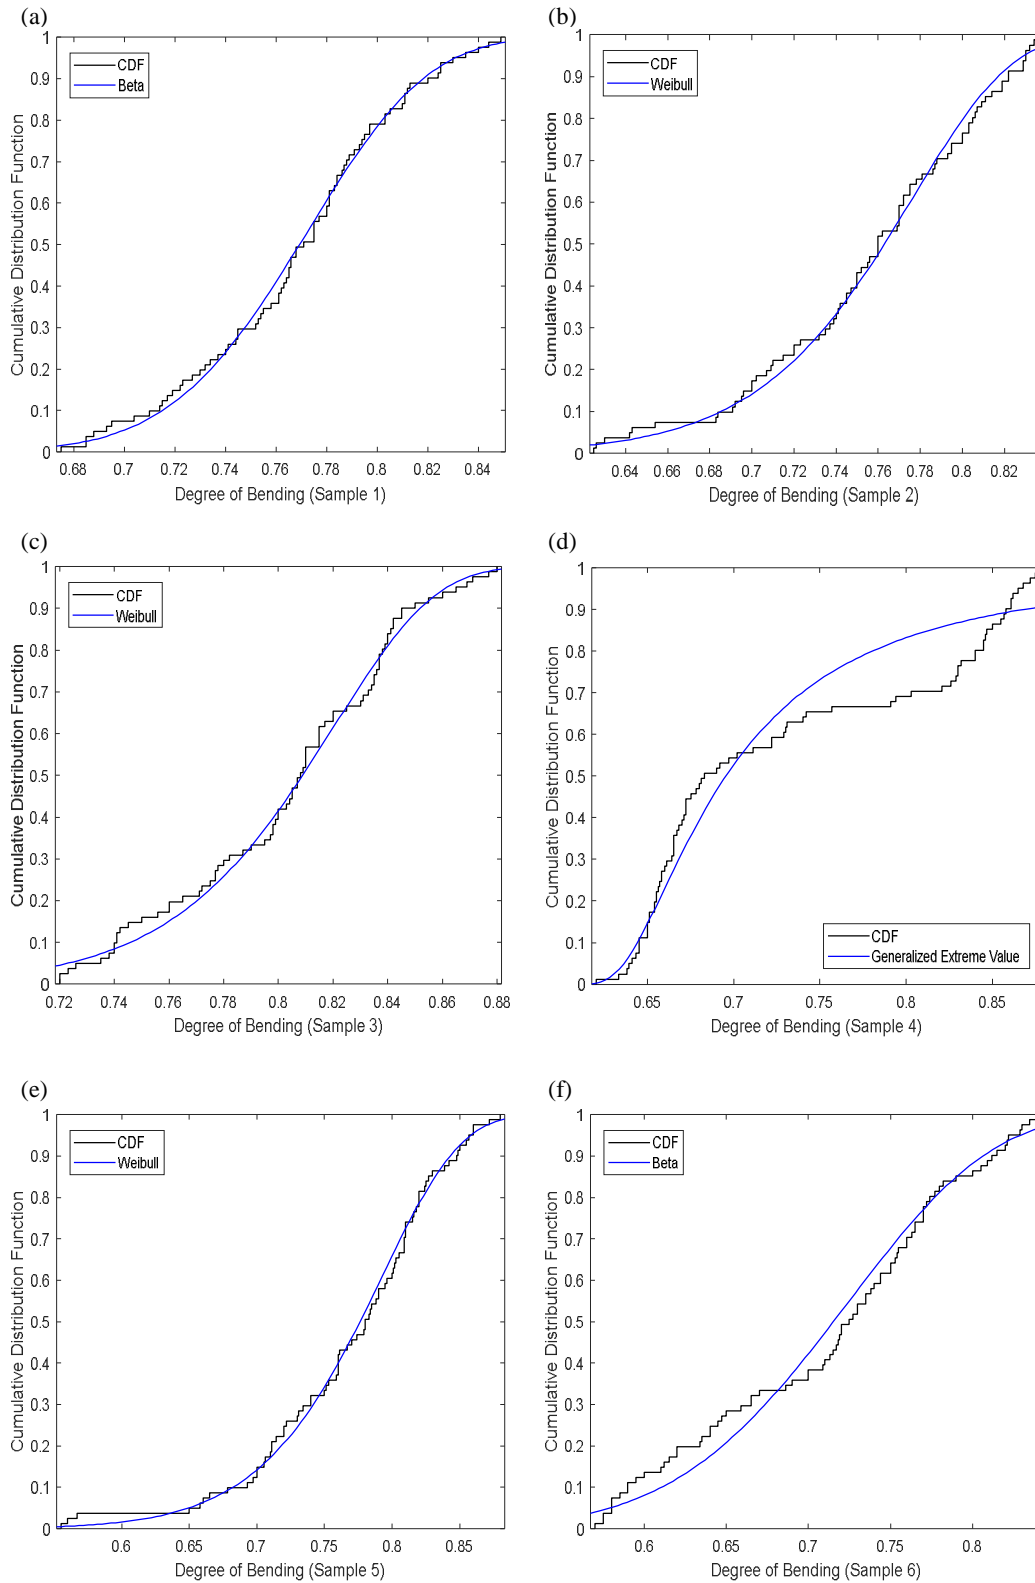 (a)
1
0.9
0.8
0.7
0.6
0.5
0.4
0.3
0.2
0.1
0
CDF
Beta
Cumulative Distribution Function
0.68 0.7 0.72 0.74 0.76 0.78 0.8 0.82 0.84
Degree of Bending (Sample 1)
(b)
1
0.9
0.8
0.7
0.6
0.5
0.4
0.3
0.2
0.1
0
CDF
Weibull
Cumulative Distribution Function
0.64 0.66 0.68 0.7 0.72 0.74 0.76 0.78 0.8 0.82
Degree of Bending (Sample 2)
(c)
1
0.9
0.8
0.7
0.6
0.5
0.4
0.3
0.2
0.1
0
CDF
Weibull
Cumulative Distribution Function
0.72 0.74 0.76 0.78 0.8 0.82 0.84 0.86 0.88
Degree of Bending (Sample 3)
(d)
1
0.9
0.8
0.7
0.6
0.5
0.4
0.3
0.2
0.1
0
CDF
Generalized Extreme Value
Cumulative Distribution Function
0.65 0.7 0.75 0.8 0.85
Degree of Bending (Sample 4)
(e)
1
0.9
0.8
0.7
0.6
0.5
0.4
0.3
0.2
0.1
0
CDF
Weibull
Cumulative Distribution Function
0.6 0.65 0.7 0.75 0.8 0.85
Degree of Bending (Sample 5)
(f)
1
0.9
0.8
0.7
0.6
0.5
0.4
0.3
0.2
0.1
0
CDF
Beta
Cumulative Distribution Function
0.6 0.65 0.7 0.75 0.8
Degree of Bending (Sample 6)